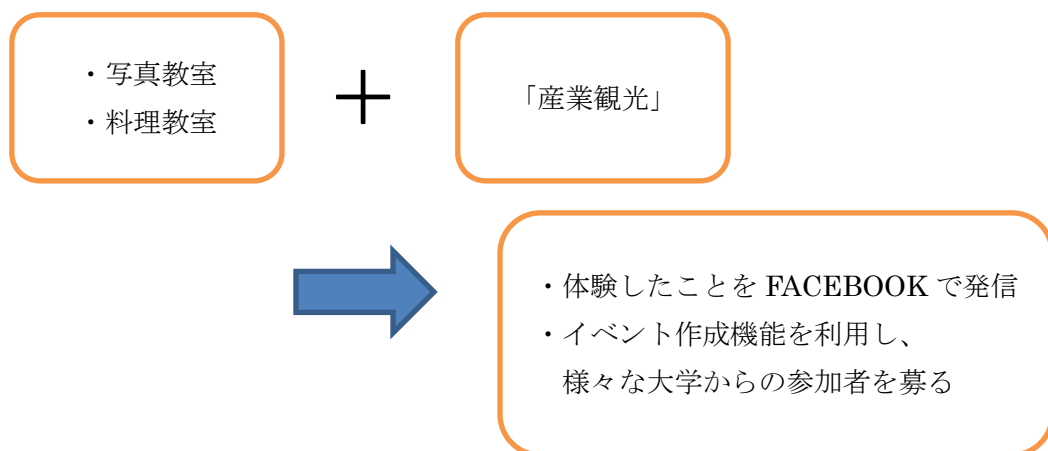 ・写真教室
・料理教室
「産業観光」
・体験したことを FACEBOOK で発信
・イベント作成機能を利用し、
様々な大学からの参加者を募る